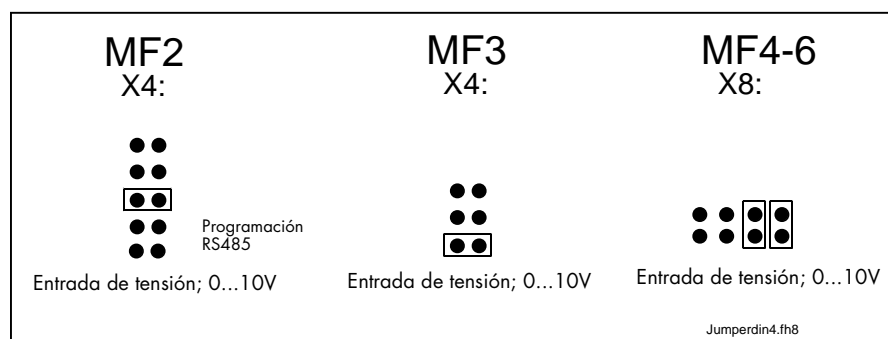 MF2
X4:
MF3
X4:
MF4-6
X8:
Programación
RS485
Entrada de tensión; 0...10V
Entrada de tensión; 0...10V
Entrada de tensión; 0...10V
Jumperdin4.fh8